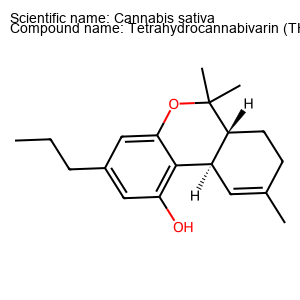 Scientific name: Cannabis sativa
Compound name: Tetrahydrocannabivarin (TH
H
O
H
OH